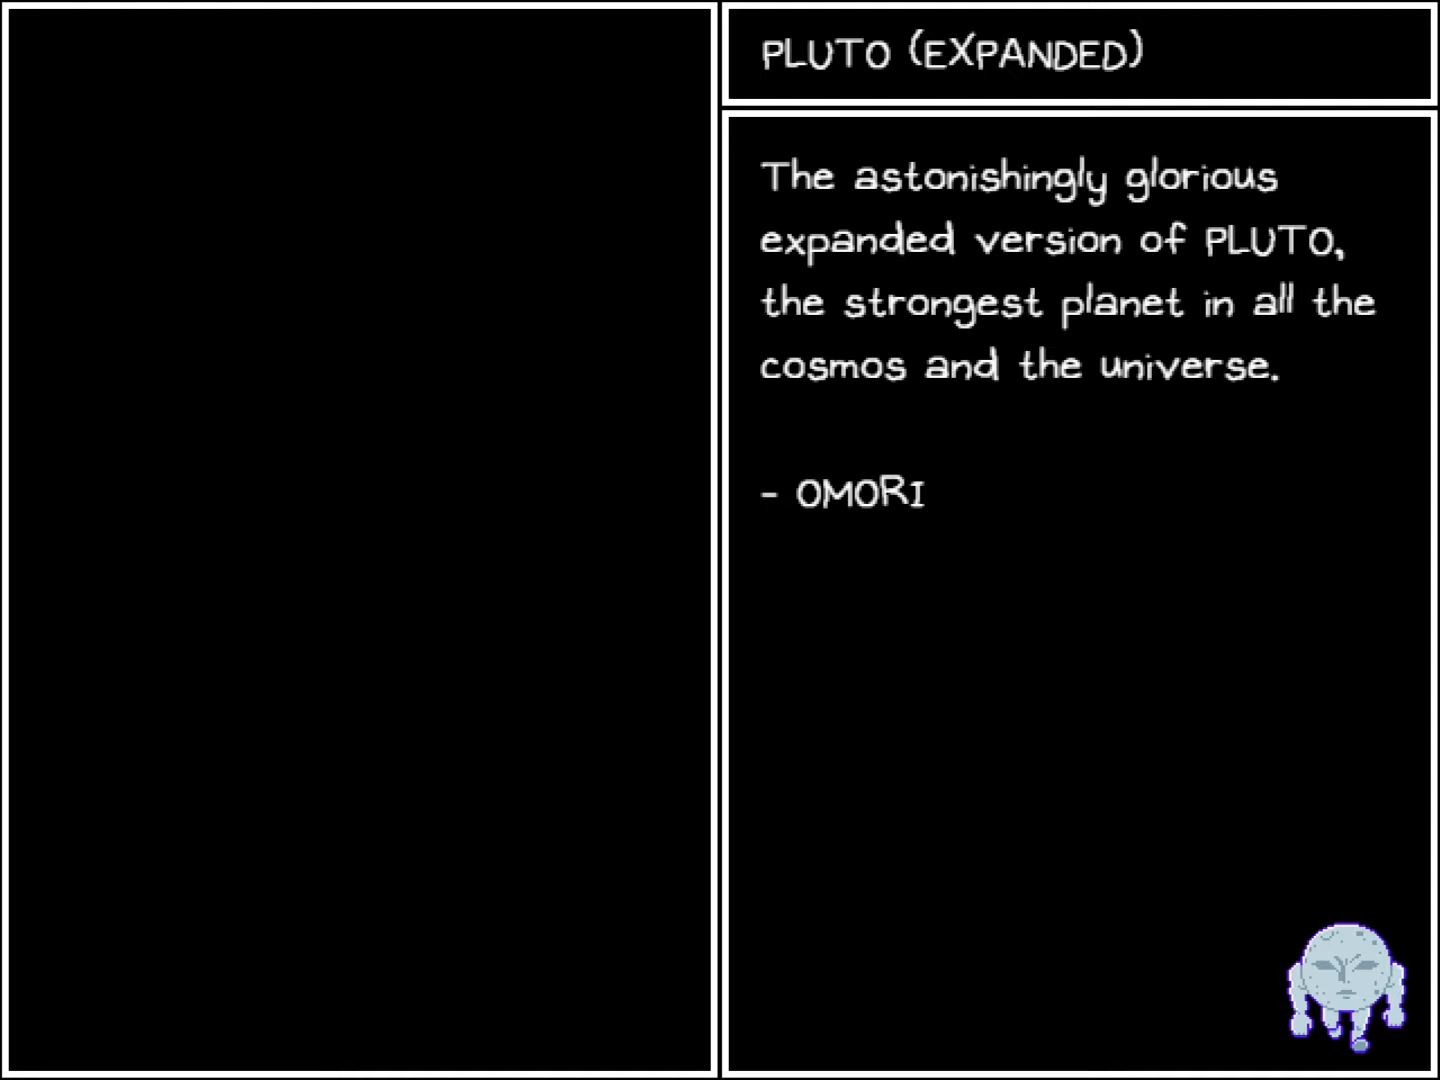 PLUTO (EXPANDED)
The astonishingly glorious
expanded version of PLUTO,
the strongest planet in all the
cosmos and the universe.
- OMORI